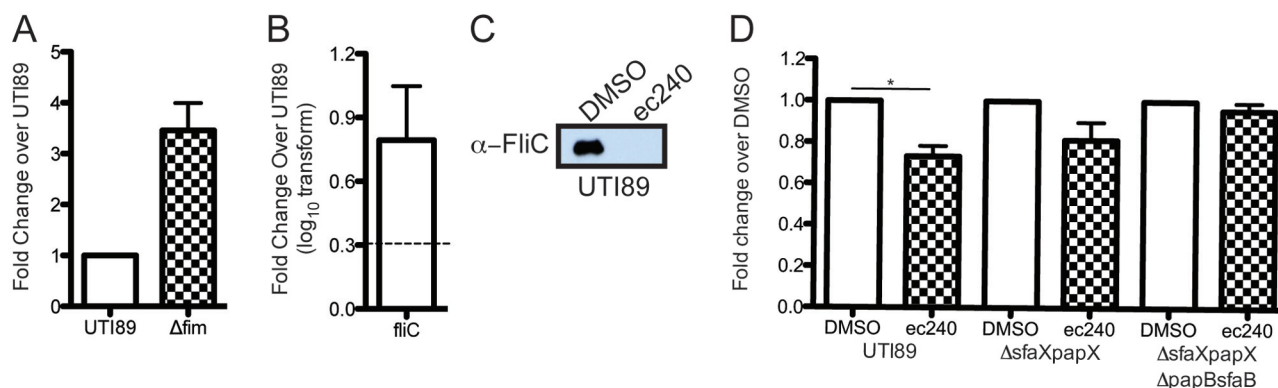 A
Fold Change over UTI89
5
4
3
2
1
0
UTI89
Δfim
B
Fold Change Over UTI89
(log10 transform)
1.2
0.9
0.6
0.3
0.0
fliC
C
DMSO
ec240
α–FliC
UTI89
D
Fold change over DMSO
1.2
1.0
0.8
0.6
0.4
0.2
0.0
*
DMSO ec240 DMSO ec240 DMSO ec240
UTI89 ΔsfaXpapX ΔsfaXpapX
ΔpapBsfaB